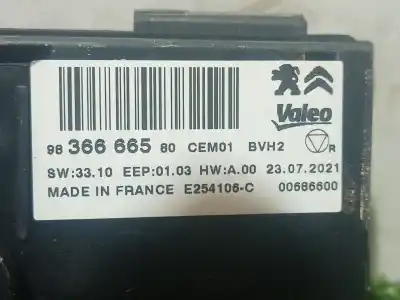 Valeo
98 366 665 80 CEM01 BVH2
R
SW:33.10 EEP:01.03 HW:A.00 23.07.2021
MADE IN FRANCE E254106-C 00686600